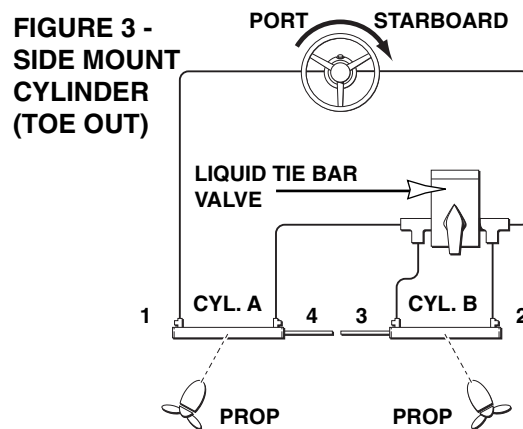 FIGURE 3 -
SIDE MOUNT
CYLINDER
(TOE OUT)
PORT
STARBOARD
LIQUID TIE BAR
VALVE
1
CYL. A
4
3
CYL. B
2
PROP
PROP